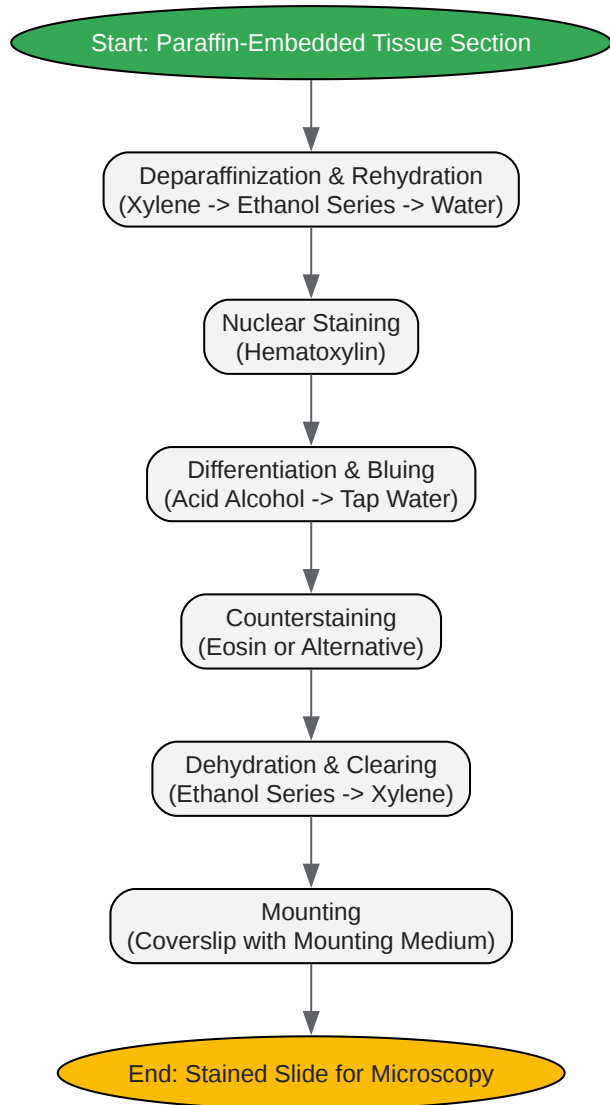 Start: Paraffin-Embedded Tissue Section
Deparaffinization & Rehydration
(Xylene -> Ethanol Series -> Water)
Nuclear Staining
(Hematoxylin)
Differentiation & Bluing
(Acid Alcohol -> Tap Water)
Counterstaining
(Eosin or Alternative)
Dehydration & Clearing
(Ethanol Series -> Xylene)
Mounting
(Coverslip with Mounting Medium)
End: Stained Slide for Microscopy